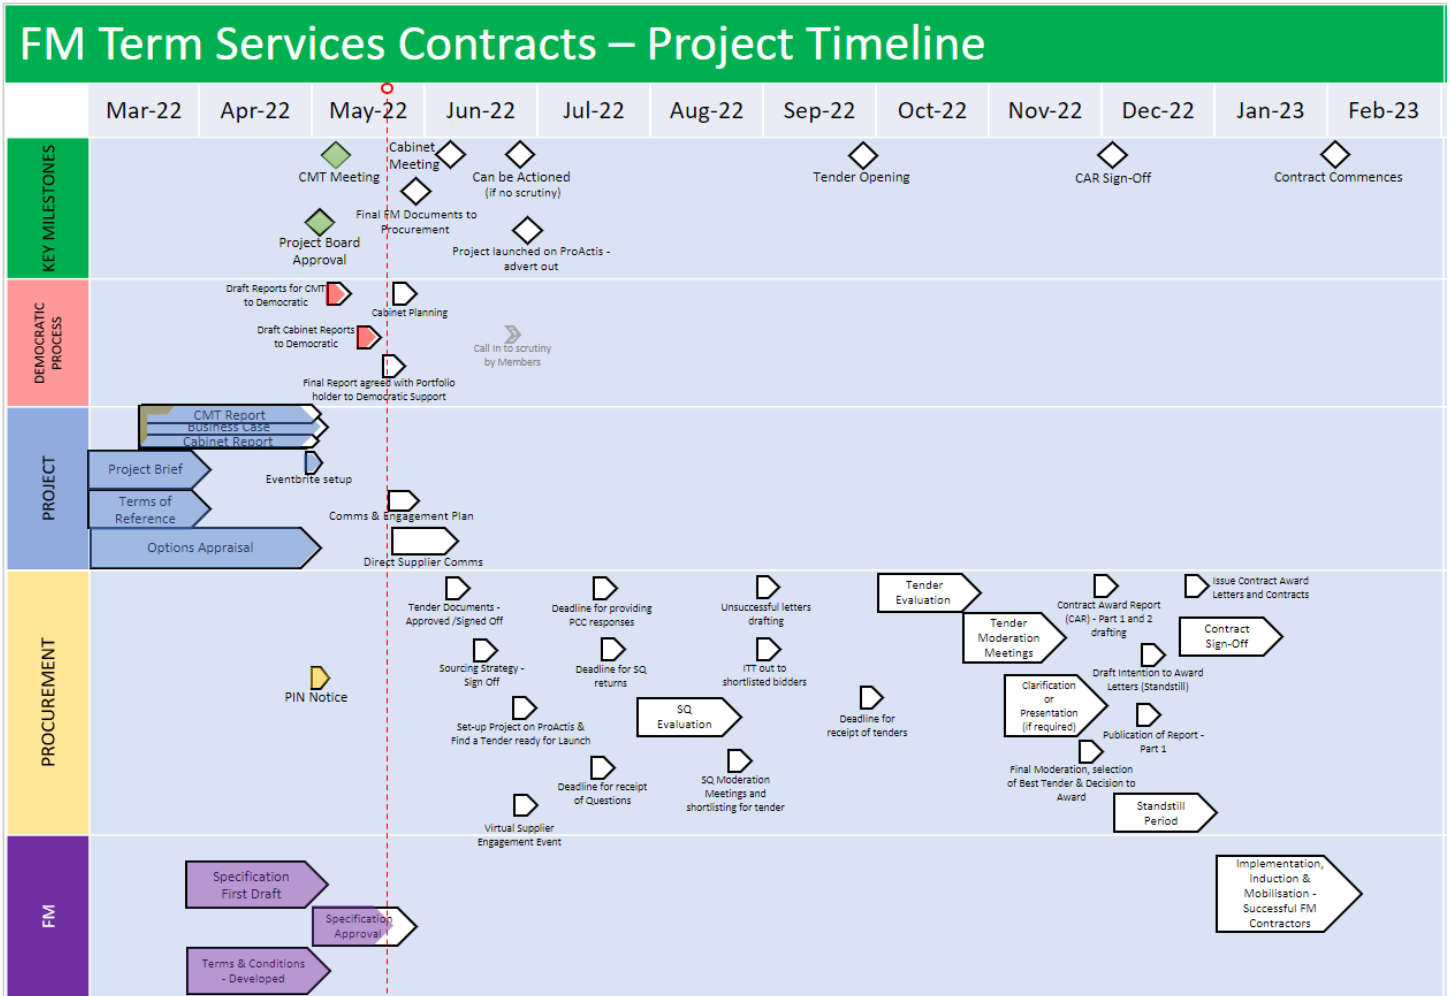 FM Term Services Contracts – Project Timeline
Mar-22 Apr-22 May-22 Jun-22 Jul-22 Aug-22 Sep-22 Oct-22 Nov-22 Dec-22 Jan-23 Feb-23
KEY MILESTONES
CMT Meeting
Cabinet
Meeting
Can be Actioned
(if no scrutiny)
Tender Opening
CAR Sign-Off
Contract Commences
Final FM Documents to
Procurement
Project Board
Approval
Project launched on ProActis -
advert out
DEMOCRATIC
PROCESS
Draft Reports for CMT
to Democratic
Cabinet Planning
Draft Cabinet Reports
to Democratic
Call In to scrutiny
by Members
Final Report agreed with Portfolio
holder to Democratic Support
PROJECT
CMT Report
Business Case
Cabinet Report
Project Brief
Eventbrite setup
Terms of
Reference
Comms & Engagement Plan
Options Appraisal
Direct Supplier Comms
PROCUREMENT
PIN Notice
Tender Documents -
Approved /Signed Off
Sourcing Strategy -
Sign Off
Set-up Project on ProActis &
Find a Tender ready for Launch
Virtual Supplier
Engagement Event
Deadline for providing
PCC responses
Deadline for SQ
returns
SQ
Evaluation
Deadline for receipt
of Questions
Unsuccessful letters
drafting
ITT out to
shortlisted bidders
SQ Moderation
Meetings and
shortlisting for tender
Deadline for
receipt of tenders
Tender
Evaluation
Tender
Moderation
Meetings
Clarification
or
Presentation
(if required)
Final Moderation, selection
of Best Tender & Decision to
Award
Contract Award Report
(CAR) - Part 1 and 2
drafting
Draft Intention to Award
Letters (Standstill)
Publication of Report -
Part 1
Standstill
Period
Issue Contract Award
Letters and Contracts
Contract
Sign-Off
FM
Specification
First Draft
Specification
Approval
Terms & Conditions
- Developed
Implementation,
Induction &
Mobilisation -
Successful FM
Contractors